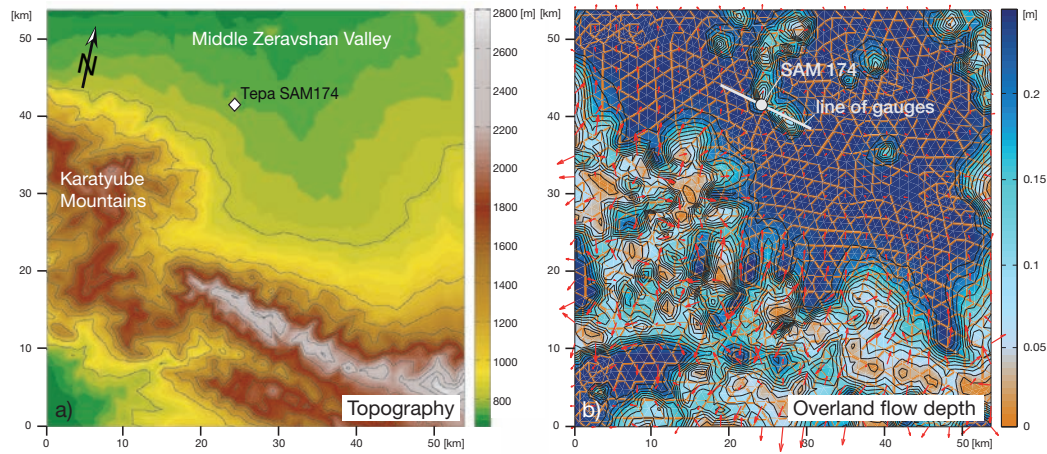 [km]
50
40
30
20
10
0
0
10
20
30
40
50 [km]
N
Middle Zeravshan Valley
Tepa SAM174
Karatyube
Mountains
a)
Topography
2800 [m]
2600
2400
2200
2000
1800
1600
1400
1200
1000
800
[km]
50
40
30
20
10
0
0
10
20
30
40
50 [km]
SAM 174
line of gauges
b)
Overland flow depth
[m]
0.2
0.15
0.1
0.05
0